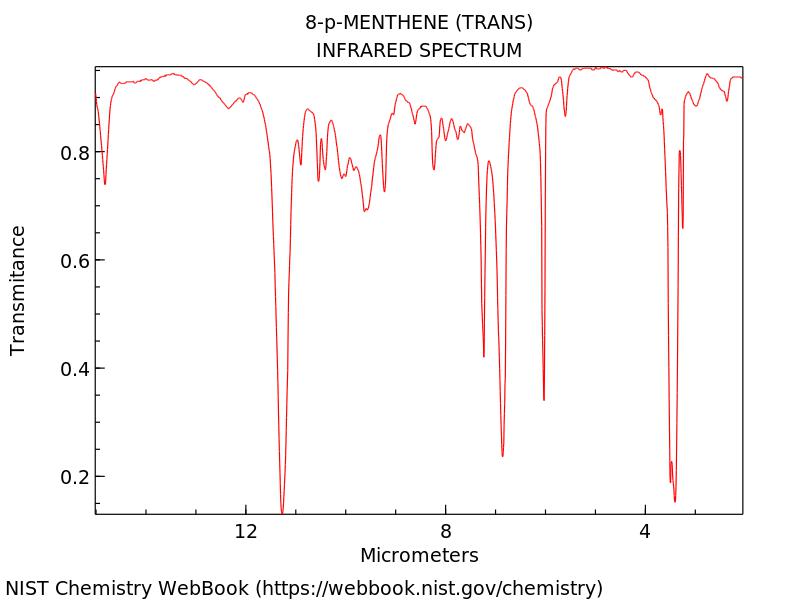 8-p-MENTHENE (TRANS)
INFRARED SPECTRUM
Transmitance
0.8
0.6
0.4
0.2
12
8
4
Micrometers
NIST Chemistry WebBook (https://webbook.nist.gov/chemistry)